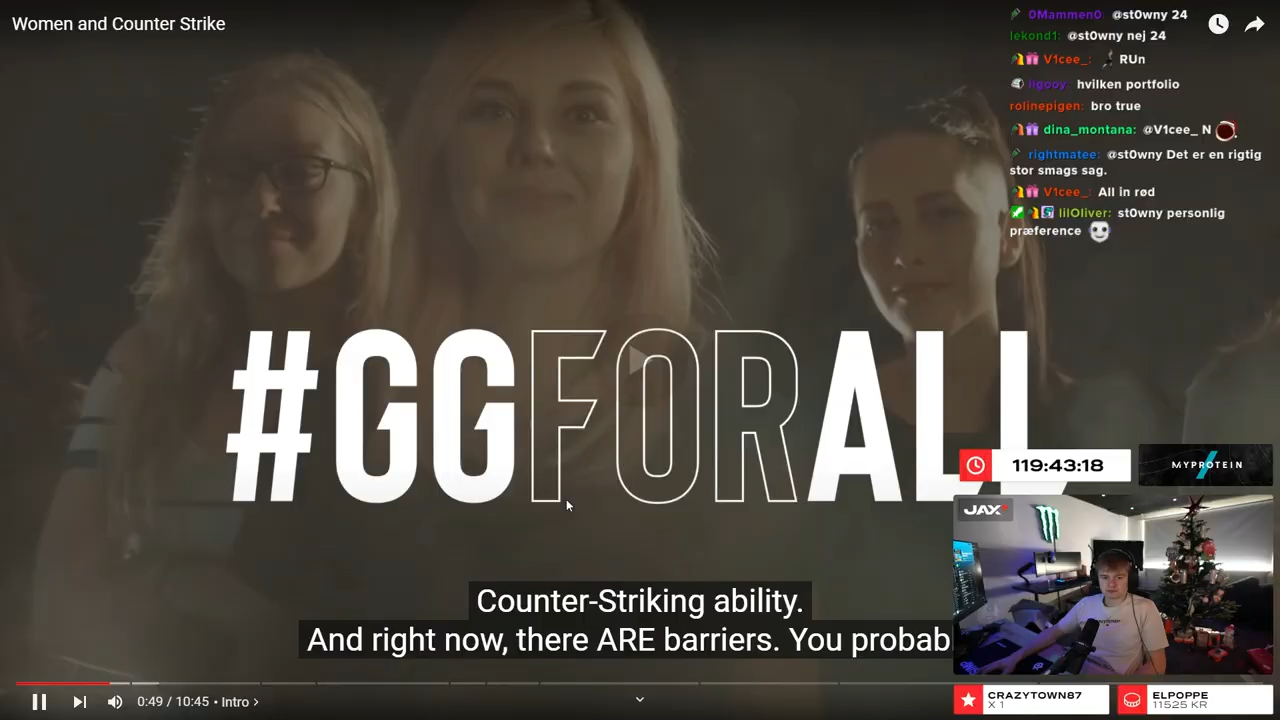 Women and Counter Strike
0Mammen0: @st0wny 24
lekond1: @st0wny nej 24
V1cee_: RUn
llgooy: hvilken portfolio
rolinepigen: bro true
dina_montana: @V1cee_ N
rightmatee: @st0wny Det er en rigtig
stor smags sag.
V1cee_: All in rød
lilOliver: st0wny personlig
præference
#GGFORALL
119:43:18
MYPROTEIN
JAX
Counter-Striking ability.
And right now, there ARE barriers. You probab
0:49 / 10:45 • Intro
CRAZYTOWN87
X 1
ELPOPPE
11525 KR